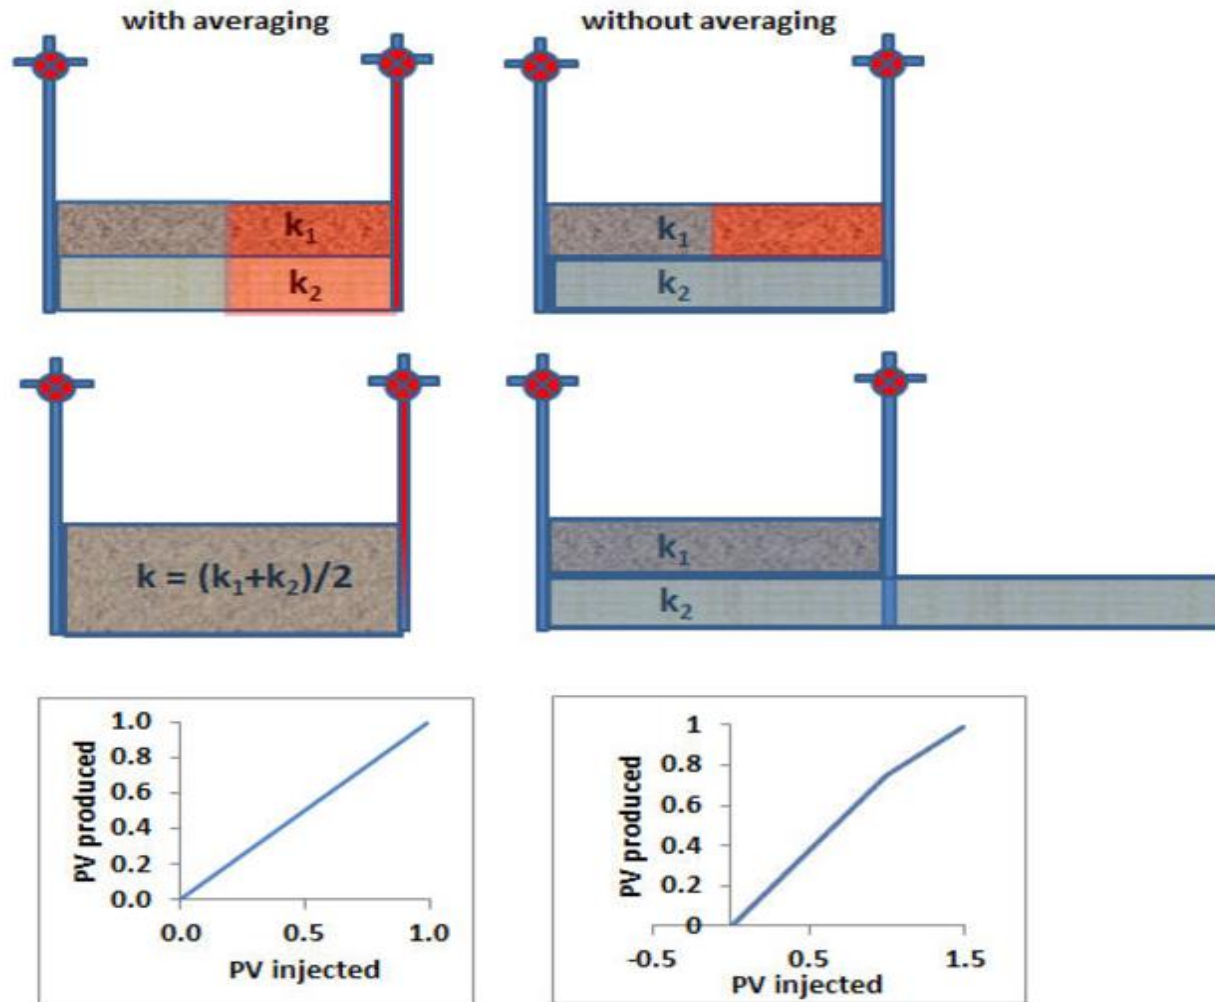 with averaging
without averaging
k₁
k₂
k₁
k₂
k = (k₁+k₂)/2
k₁
k₂
PV produced
1.0
0.8
0.6
0.4
0.2
0.0
0.0 0.5 1.0
PV injected
PV produced
1
0.8
0.6
0.4
0.2
0
-0.5 0.5 1.5
PV injected